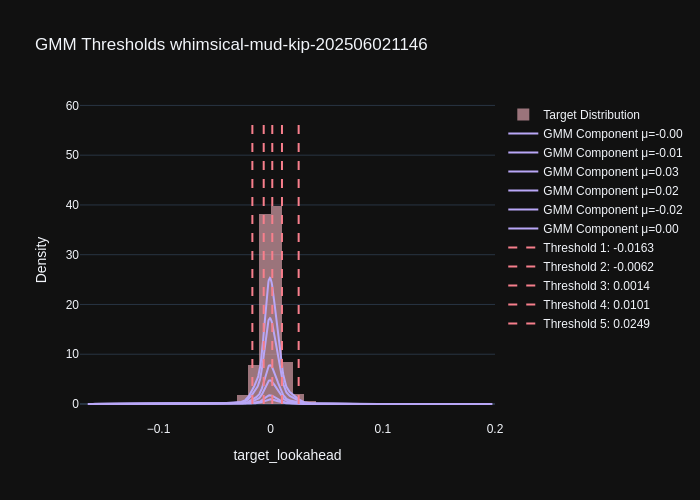 GMM Thresholds whimsical-mud-kip-202506021146
60
50
40
30
20
10
0
Density
−0.1
0
0.1
0.2
target_lookahead
Target Distribution
GMM Component μ=-0.00
GMM Component μ=-0.01
GMM Component μ=0.03
GMM Component μ=0.02
GMM Component μ=-0.02
GMM Component μ=0.00
Threshold 1: -0.0163
Threshold 2: -0.0062
Threshold 3: 0.0014
Threshold 4: 0.0101
Threshold 5: 0.0249